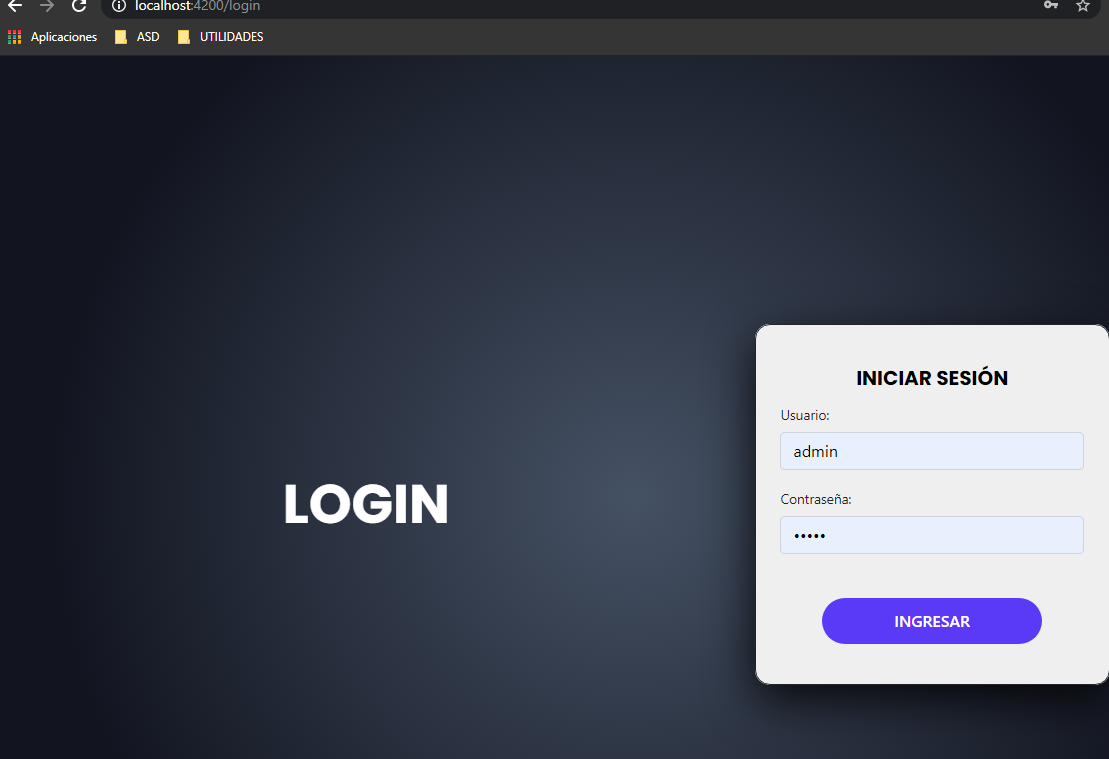 localhost:4200/login
Aplicaciones ASD UTILIDADES
LOGIN
INICIAR SESIÓN
Usuario:
admin
Contraseña:
•••••
INGRESAR